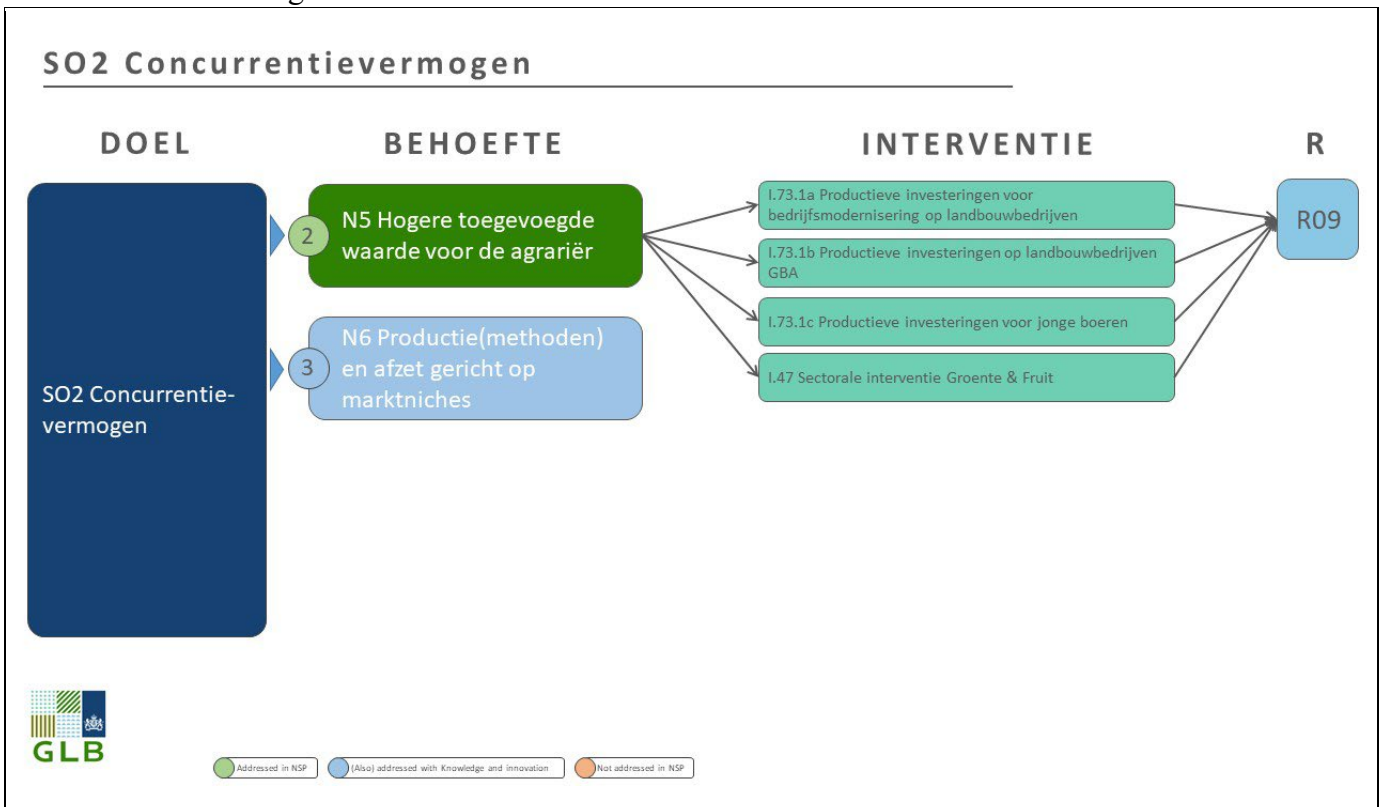 SO2 Concurrentievermogen
DOEL
BEHOEFTE
INTERVENTIE
R
SO2 Concurrentie-
vermogen
2
N5 Hogere toegevoegde
waarde voor de agrariër
3
N6 Productie(methoden)
en afzet gericht op
marktniches
I.73.1a Productieve investeringen voor
bedrijfsmodernisering op landbouwbedrijven
I.73.1b Productieve investeringen op landbouwbedrijven
GBA
I.73.1c Productieve investeringen voor jonge boeren
I.47 Sectorale interventie Groente & Fruit
R09
GLB
Addressed in NSP
(Also) addressed with Knowledge and innovation
Not addressed in NSP